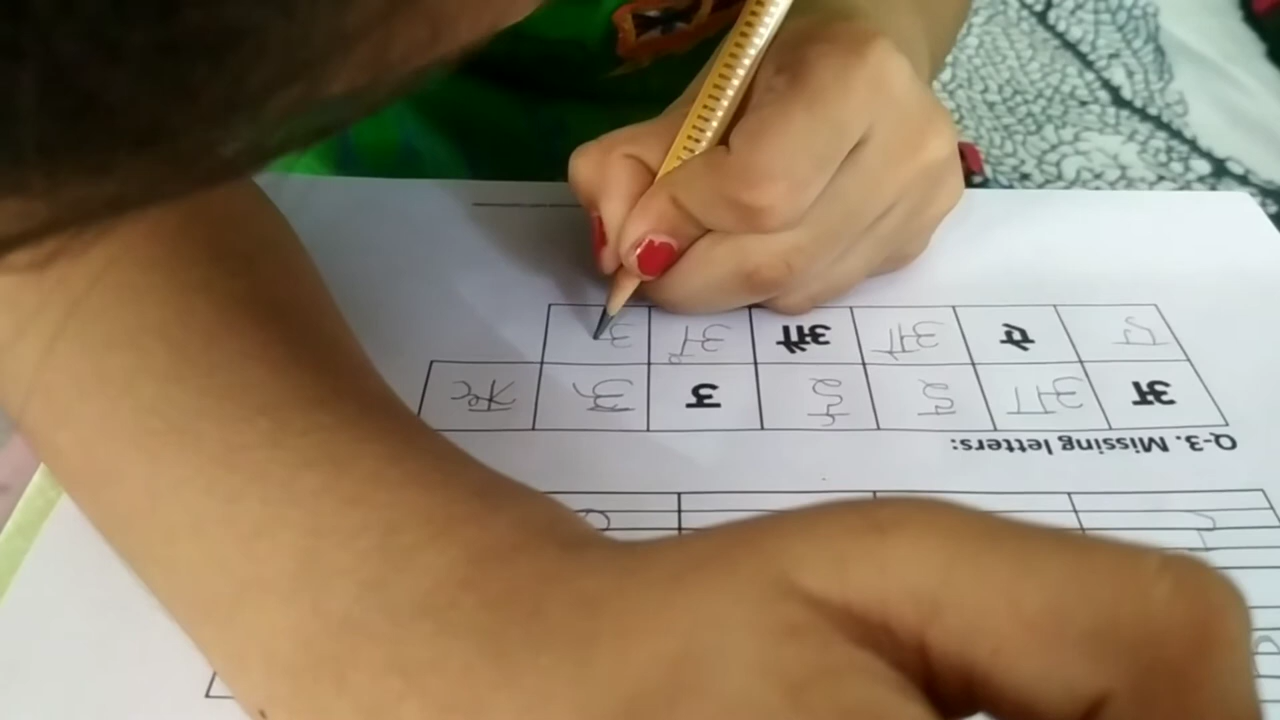 Q-3. Missing letters:
अ आ इ ई उ ऊ ऋ
ए ऐ ओ औ अं अ